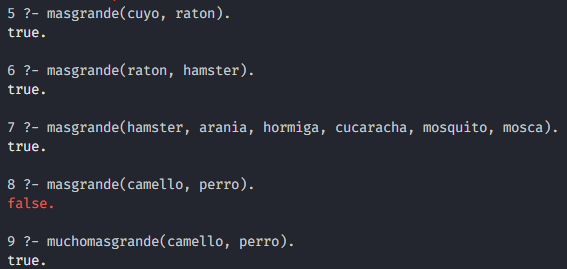 5 ?- masgrande(cuyo, raton).
true.
6 ?- masgrande(raton, hamster).
true.
7 ?- masgrande(hamster, arania, hormiga, cucaracha, mosquito, mosca).
true.
8 ?- masgrande(camello, perro).
false.
9 ?- muchomasgrande(camello, perro).
true.